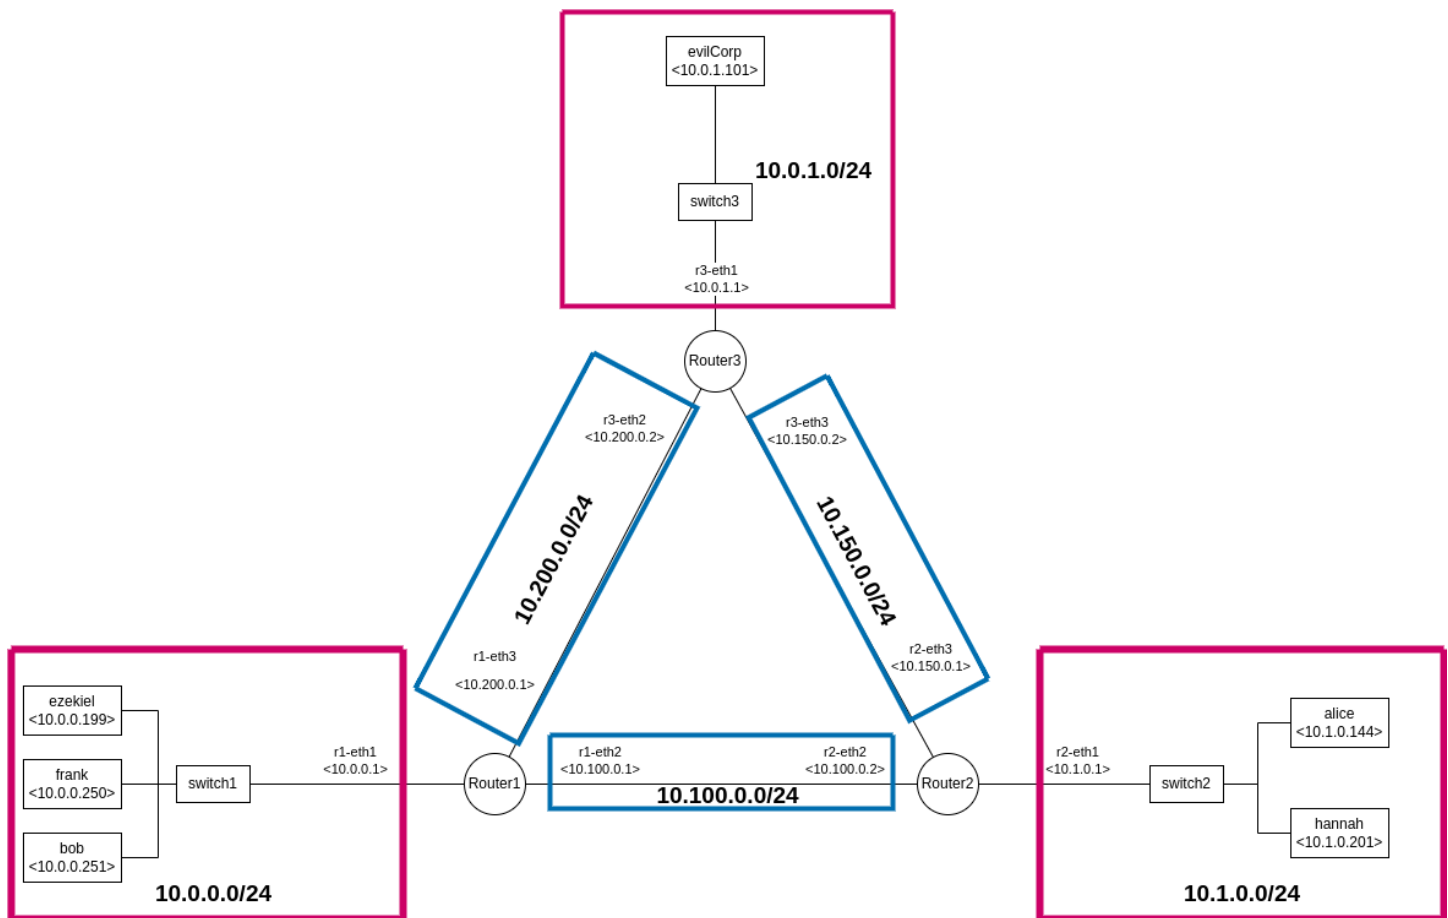 evilCorp
<10.0.1.101>
10.0.1.0/24
switch3
r3-eth1
<10.0.1.1>
Router3
r3-eth2
<10.200.0.2>
r3-eth3
<10.150.0.2>
10.200.0.0/24
10.150.0.0/24
r1-eth3
<10.200.0.1>
r2-eth3
<10.150.0.1>
ezekiel
<10.0.0.199>
frank
<10.0.0.250>
bob
<10.0.0.251>
switch1
r1-eth1
<10.0.0.1>
10.0.0.0/24
Router1
r1-eth2
<10.100.0.1>
r2-eth2
<10.100.0.2>
10.100.0.0/24
Router2
r2-eth1
<10.1.0.1>
switch2
alice
<10.1.0.144>
hannah
<10.1.0.201>
10.1.0.0/24